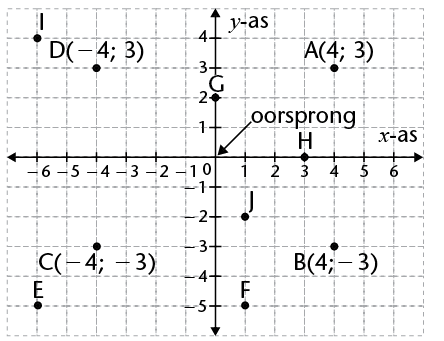 I
y-as
4
D(−4; 3)
A(4; 3)
3
G
2
oorsprong
1
H
x-as
−6 −5 −4 −3 −2 −1 0 1 2 3 4 5 6
−1
J
−2
−3
C(−4; −3)
B(4;−3)
−4
E
F
−5